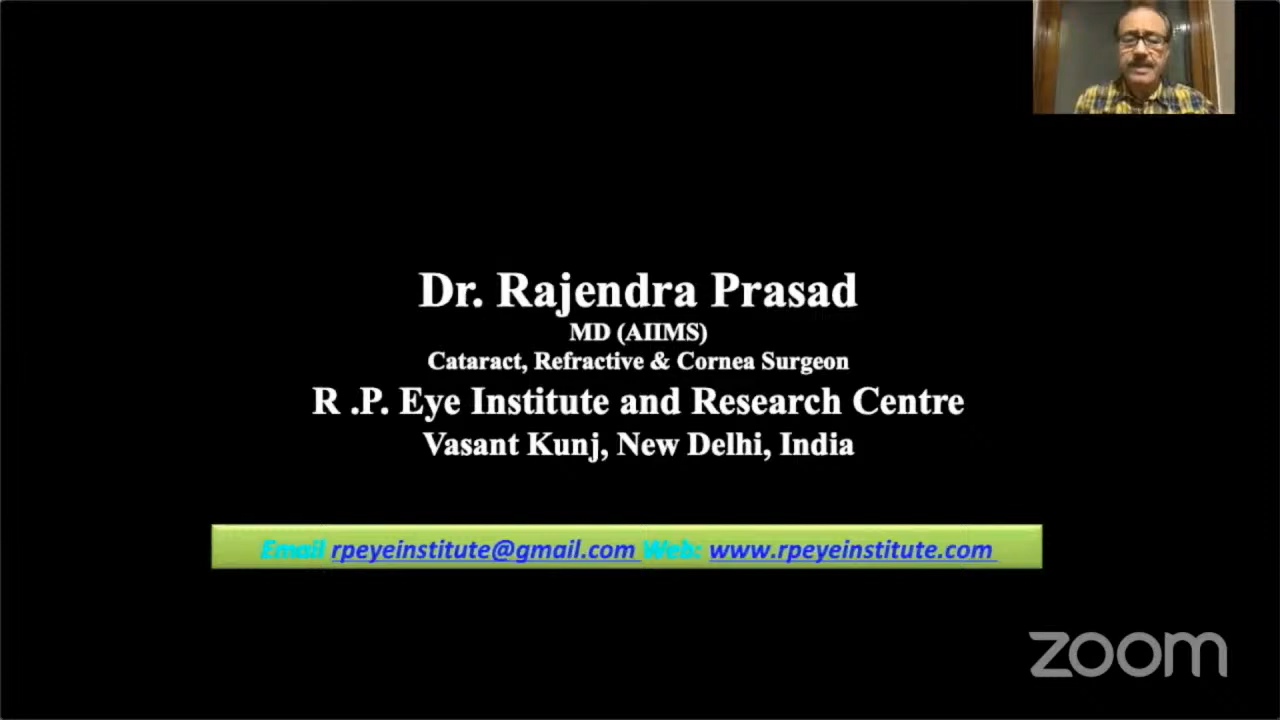 Dr. Rajendra Prasad
MD (AIIMS)
Cataract, Refractive & Cornea Surgeon
R .P. Eye Institute and Research Centre
Vasant Kunj, New Delhi, India
Email rpeyeinstitute@gmail.com Web: www.rpeyeinstitute.com
zoom